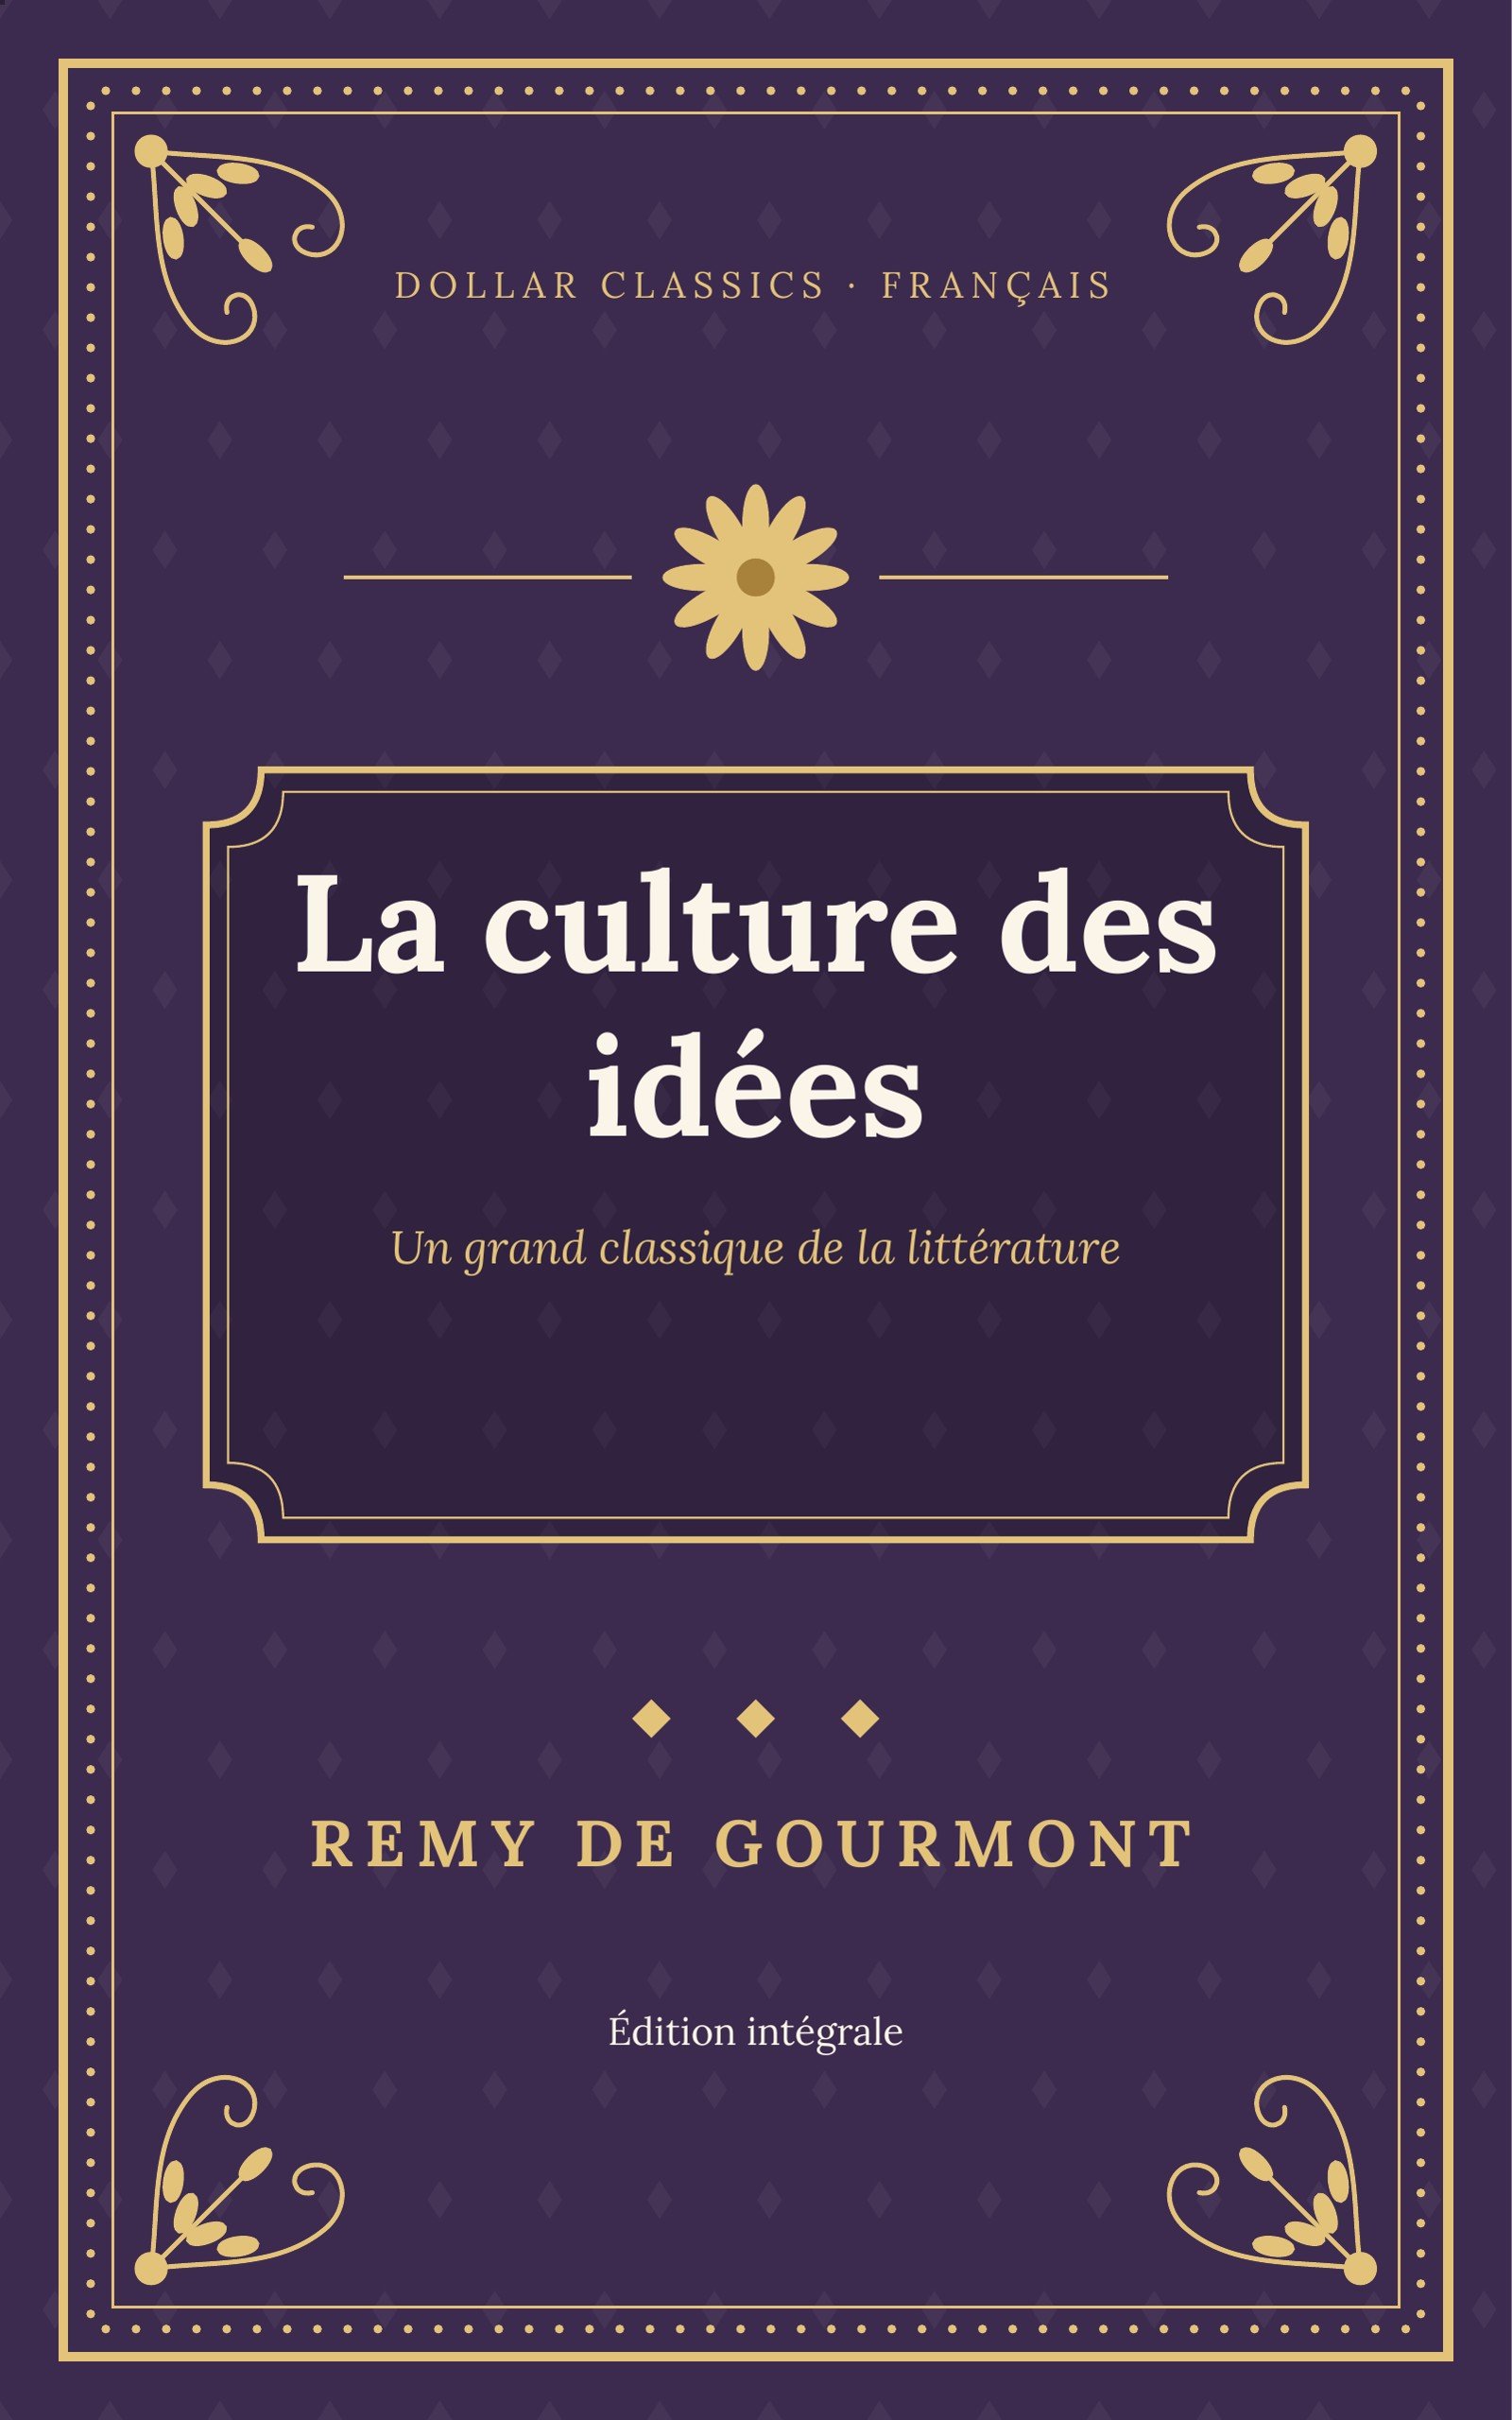 DOLLAR CLASSICS · FRANÇAIS
La culture des
idées
Un grand classique de la littérature
REMY DE GOURMONT
Édition intégrale